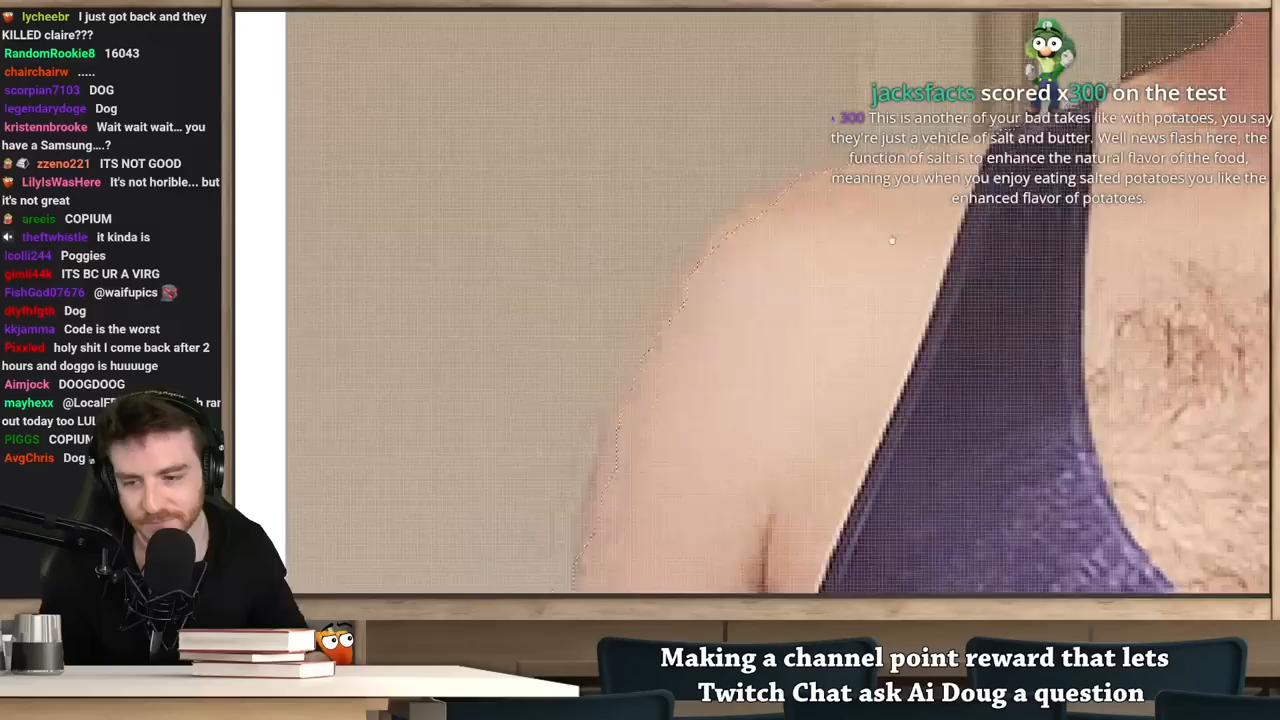 lycheebr I just got back and they
KILLED claire???
RandomRookie8 16043
chairchairw .....
scorpian7103 DOG
legendarydoge Dog
kristennbrooke Wait wait wait... you
have a Samsung....?
zzeno221 ITS NOT GOOD
LilyIsWasHere It's not horrible... but
it's not great
areeis COPIUM
theftwhistle it kinda is
lcolli244 Poggies
gimli44k ITS BC UR A VIRG
FishGod07676 @waifupics
Dog
kkjamma Code is the worst
Pixxled holy shit I come back after 2
hours and doggo is huuuuge
Aimjock DOOGDOOG
mayhexx
out today too LUL
PIGGS COPIUM
AvgChris Dog
jacksfacts scored x300 on the test
300 This is another of your bad takes like with potatoes, you say
they're just a vehicle of salt and butter. Well news flash here, the
function of salt is to enhance the natural flavor of the food,
meaning you when you enjoy eating salted potatoes you like the
enhanced flavor of potatoes.
Making a channel point reward that lets
Twitch Chat ask Ai Doug a question